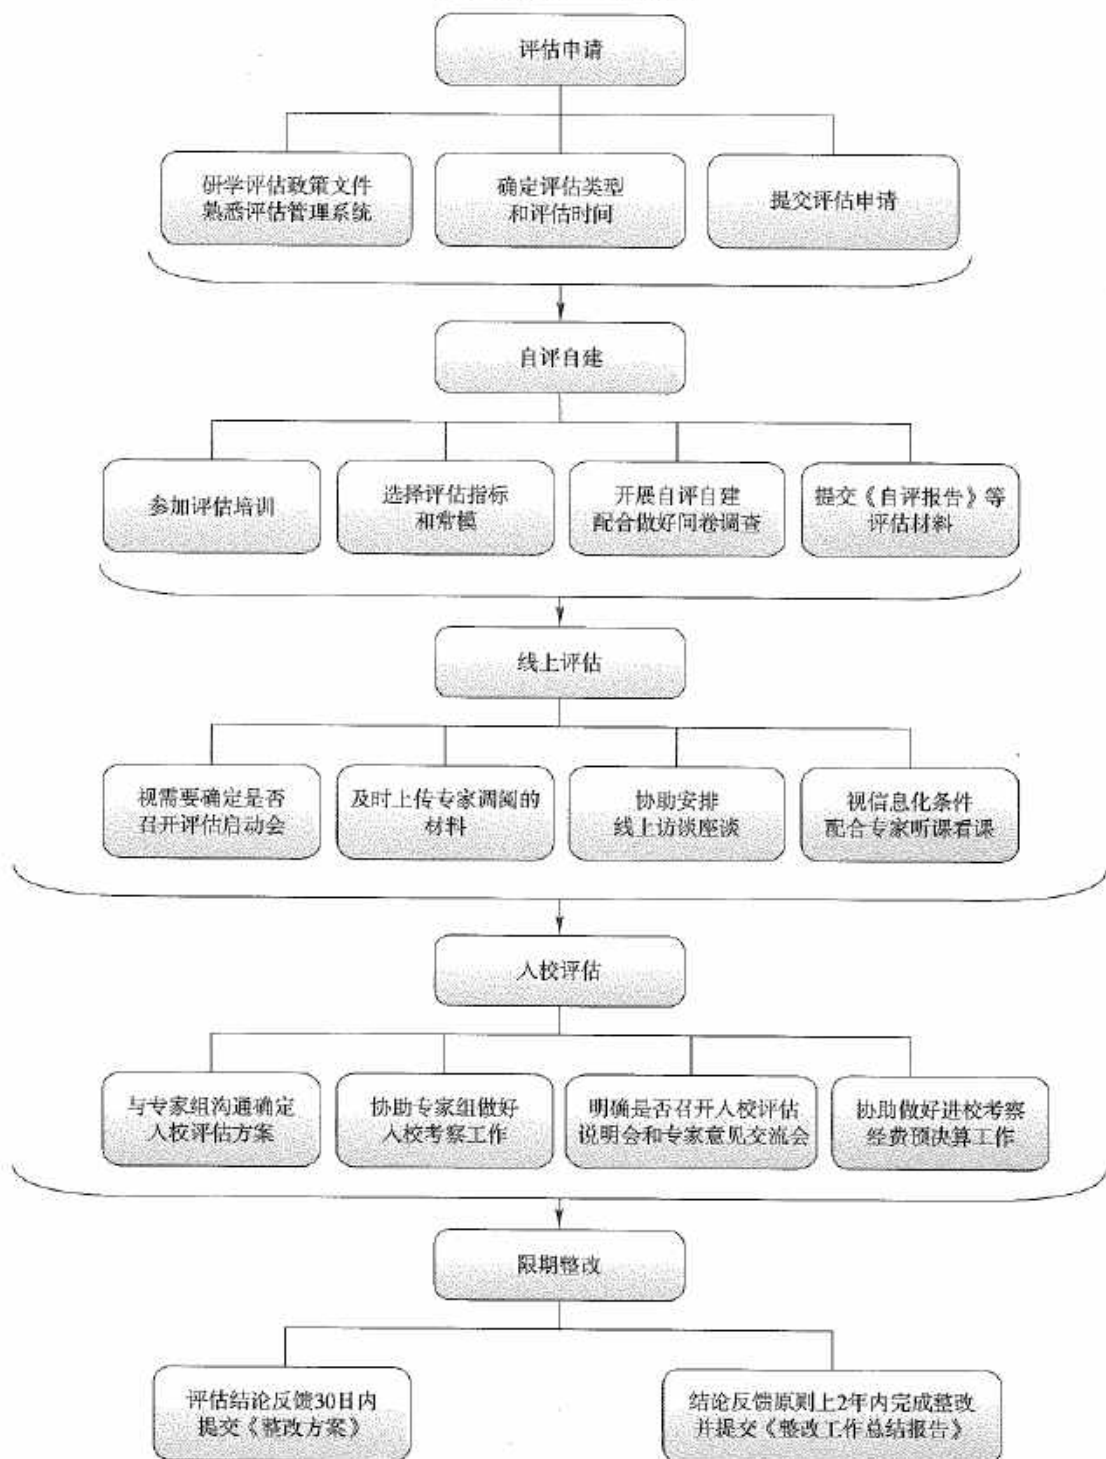 评估申请
研学评估政策文件
熟悉评估管理系统
确定评估类型
和评估时间
提交评估申请
自评自建
参加评估培训
选择评估指标
和常模
开展自评自建
配合做好问卷调查
提交《自评报告》等
评估材料
线上评估
视需要确定是否
召开评估启动会
及时上传专家调阅的
材料
协助安排
线上访谈座谈
视信息化条件
配合专家听课看课
入校评估
与专家组沟通确定
入校评估方案
协助专家组做好
入校考察工作
明确是否召开入校评估
说明会和专家意见交流会
协助做好进校考察
经费预决算工作
限期整改
评估结论反馈30日内
提交《整改方案》
结论反馈原则上2年内完成整改
并提交《整改工作总结报告》